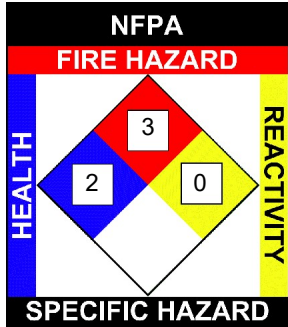 NFPA
FIRE HAZARD
HEALTH
3
2
0
REACTIVITY
SPECIFIC HAZARD